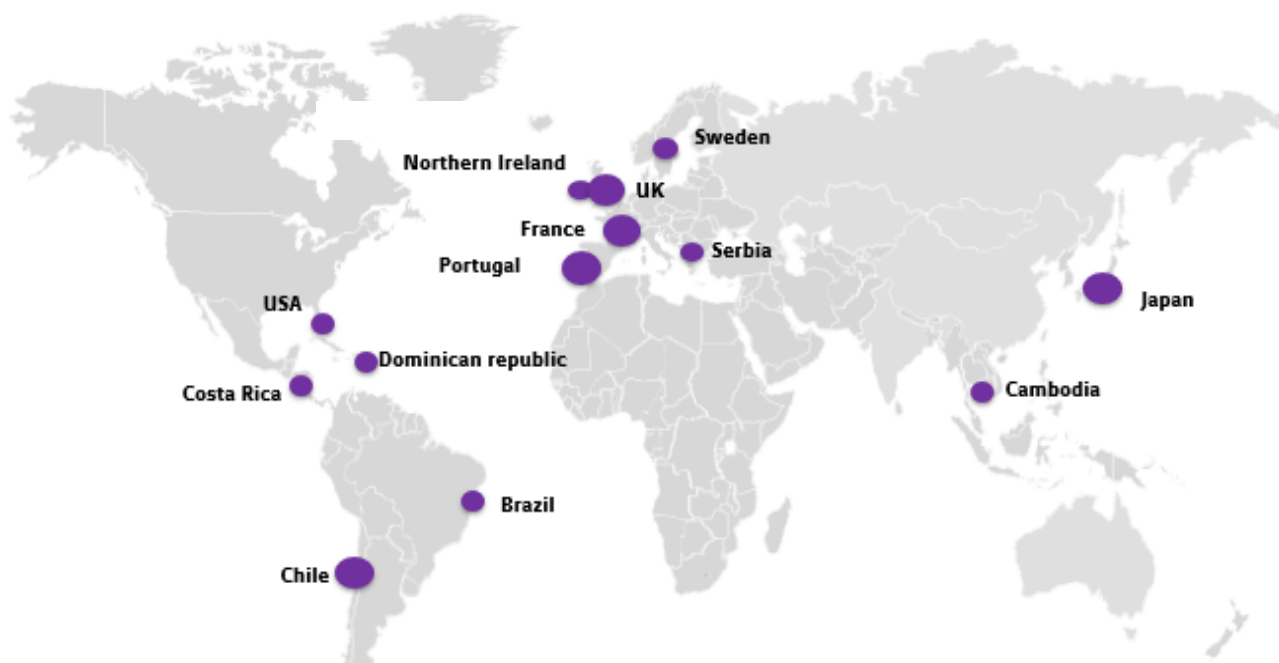 Sweden
Northern Ireland
UK
France
Serbia
Portugal
USA
Japan
Dominican republic
Costa Rica
Cambodia
Brazil
Chile